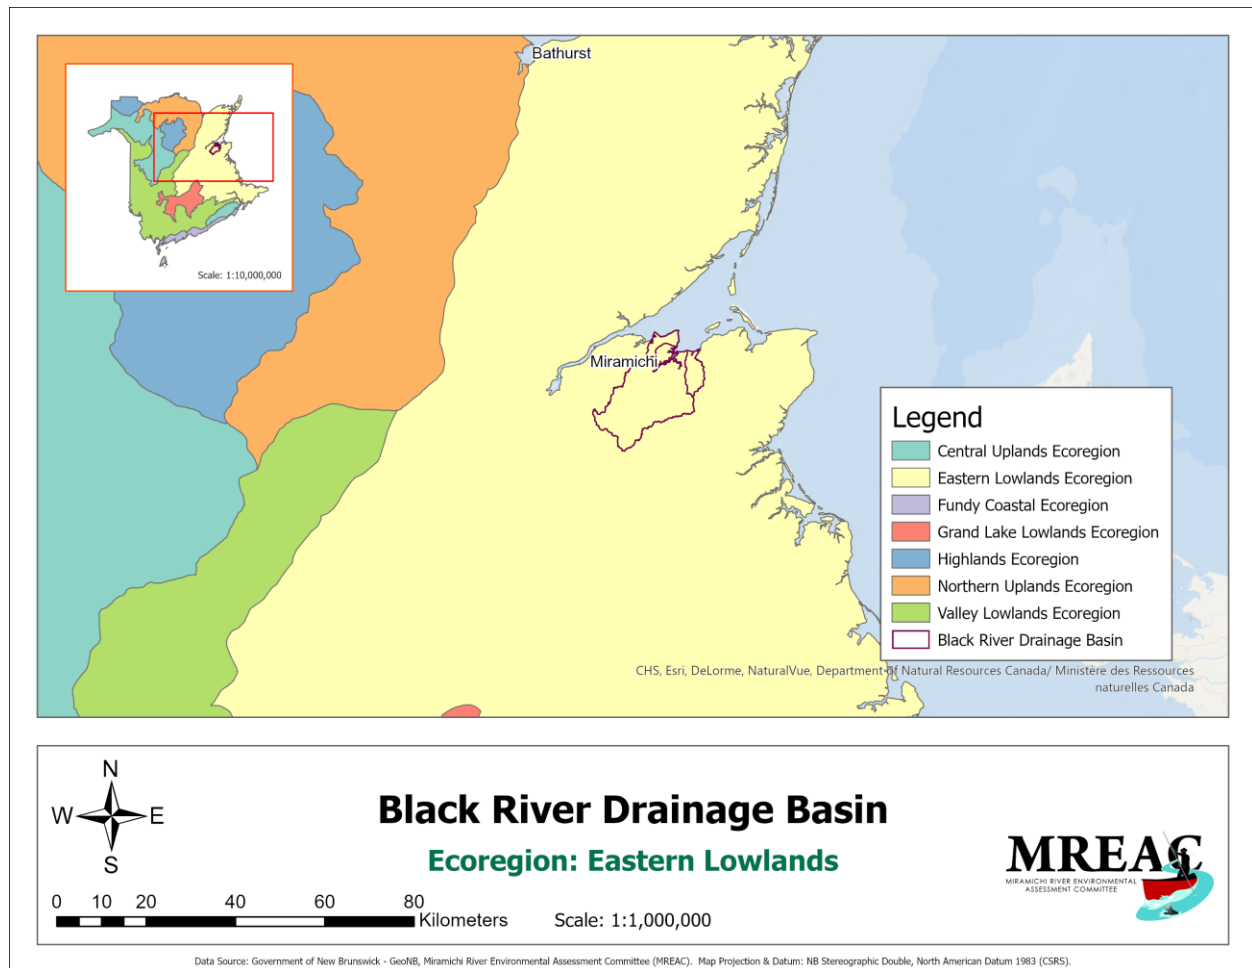 Bathurst
Scale: 1:10,000,000
Miramichi
Legend
Central Uplands Ecoregion
Eastern Lowlands Ecoregion
Fundy Coastal Ecoregion
Grand Lake Lowlands Ecoregion
Highlands Ecoregion
Northern Uplands Ecoregion
Valley Lowlands Ecoregion
Black River Drainage Basin
CHS, Esri, DeLorme, NaturalVue, Department of Natural Resources Canada/ Ministère des Ressources
naturelles Canada
N
W E
S
0 10 20 40 60 80
Kilometers
Scale: 1:1,000,000
Black River Drainage Basin
Ecoregion: Eastern Lowlands
MREAC
MIRAMICHI RIVER ENVIRONMENTAL
ASSESSMENT COMMITTEE
Data Source: Government of New Brunswick - GeoNB, Miramichi River Environmental Assessment Committee (MREAC). Map Projection & Datum: NB Stereographic Double, North American Datum 1983 (CSRS).